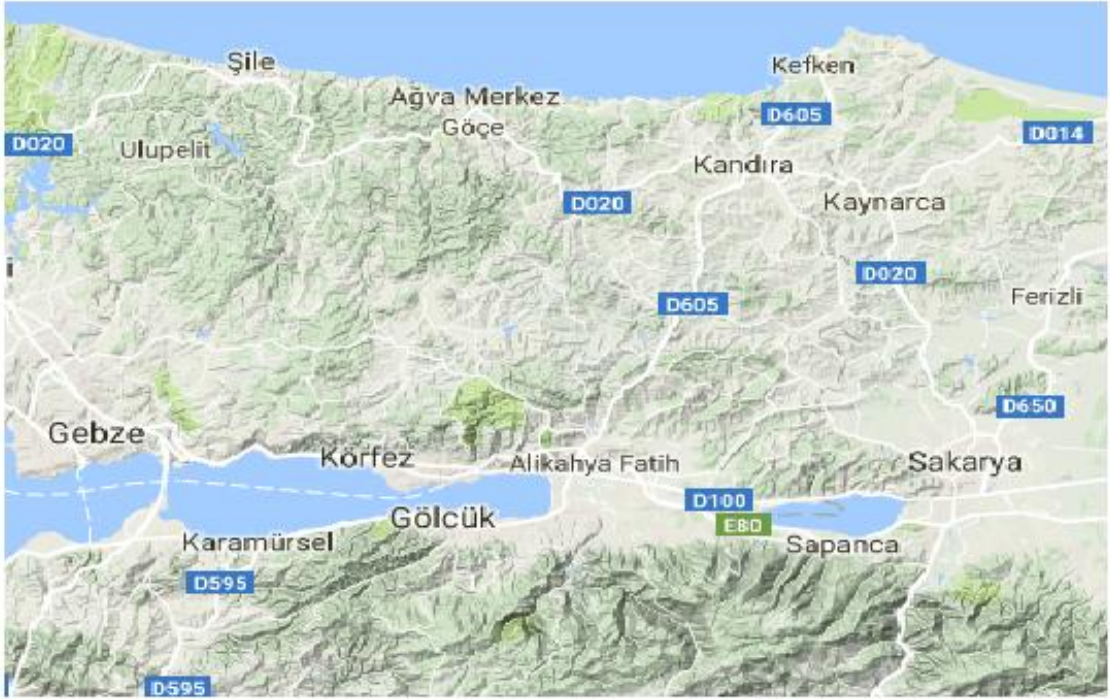 Şile
Kefken
Ağva Merkez
D605
Göçe
D014
D020
Ulupelit
Kandıra
D020
Kaynarca
i
D020
Ferizli
D605
D650
Gebze
Körfez
Alikahya Fatih
Sakarya
D100
Gölcük
E80
Karamürsel
Sapanca
D595
D595